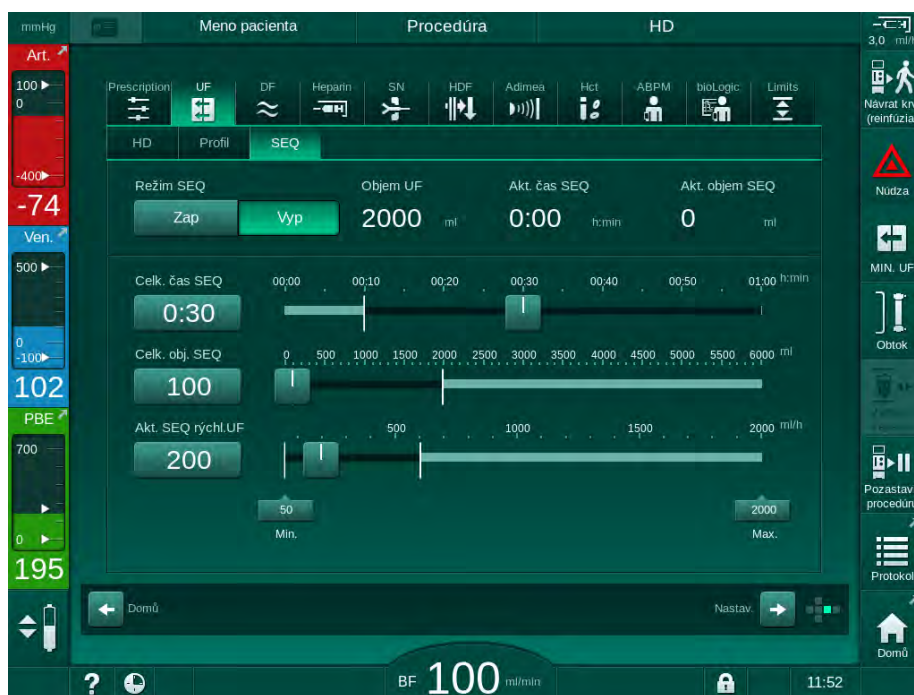 mmHg
Meno pacienta
Procedúra
HD
3,0 ml/h
Art.
100
0
-400
-74
Ven.
500
0
-100
102
PBE
700
0
195
Prescription
UF
DF
Heparin
SN
HDF
Adimea
Hct
ABPM
bioLogic
Limits
HD
Profil
SEQ
Režim SEQ
Objem UF
Akt. čas SEQ
Akt. objem SEQ
Zap
Vyp
2000 ml
0:00 h:min
0 ml
Celk. čas SEQ
00:00 00:10 00:20 00:30 00:40 00:50 01:00 h:min
0:30
Celk. obj. SEQ
0 500 1000 1500 2000 2500 3000 3500 4000 4500 5000 5500 6000 ml
100
Akt. SEQ rýchl.UF
500 1000 1500 2000 ml/h
200
50
2000
Min.
Max.
Domů
Nastav.
Návrat krv
(reinfúzia
Núdza
MIN. UF
Obtok
Pozastav
procedúru
Protokol
Domů
?
BF 100 ml/min
11:52